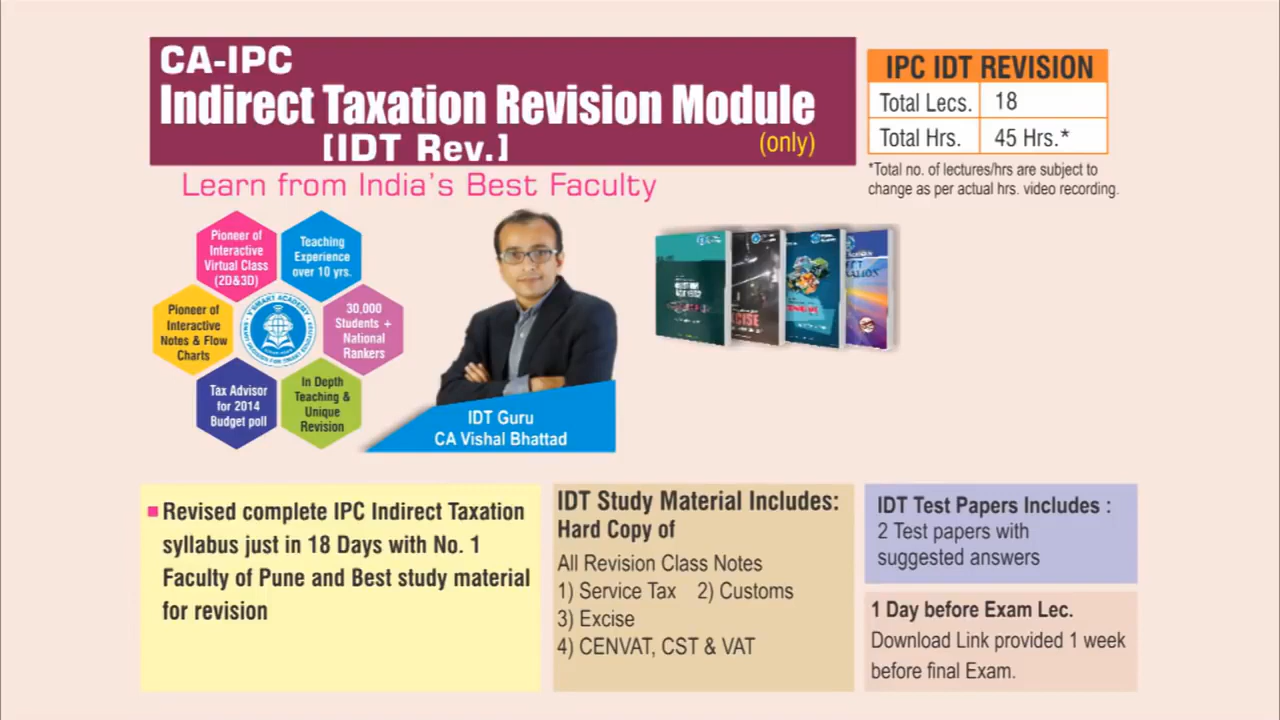 CA-IPC
Indirect Taxation Revision Module
[IDT Rev.]
(only)
Learn from India's Best Faculty
IPC IDT REVISION
Total Lecs. 18
Total Hrs. 45 Hrs.*
*Total no. of lectures/hrs are subject to
change as per actual hrs. video recording.
Pioneer of
Interactive
Virtual Class
(2D&3D)
Teaching
Experience
over 10 yrs.
Pioneer of
Interactive
Notes & Flow
Charts
30,000
Students +
National
Rankers
Tax Advisor
for 2014
Budget poll
In Depth
Teaching &
Unique
Revision
IDT Guru
CA Vishal Bhattad
Revised complete IPC Indirect Taxation
syllabus just in 18 Days with No. 1
Faculty of Pune and Best study material
for revision
IDT Study Material Includes:
Hard Copy of
All Revision Class Notes
1) Service Tax 2) Customs
3) Excise
4) CENVAT, CST & VAT
IDT Test Papers Includes :
2 Test papers with
suggested answers
1 Day before Exam Lec.
Download Link provided 1 week
before final Exam.